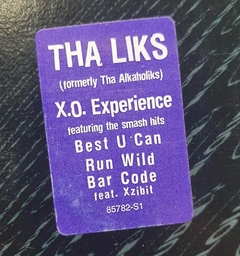 THA LIKS
(formerly Tha Alkaholiks)
X.O. Experience
featuring the smash hits
Best U Can
Run Wild
Bar Code
feat. Xzibit
85782-S1